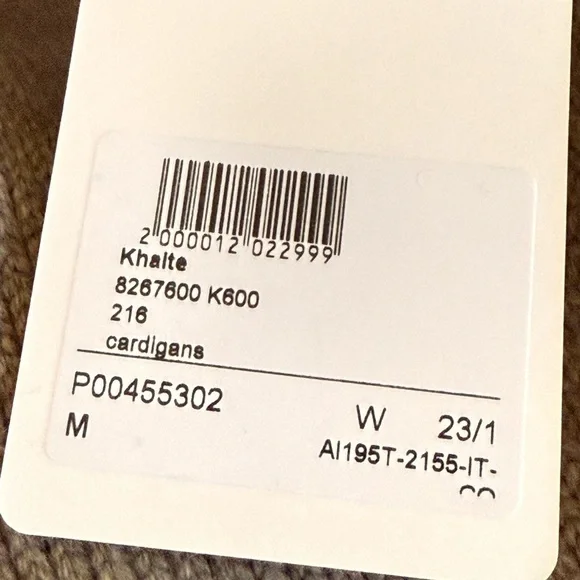 2 000012 022999
Khaite
8267600 K600
216
cardigans
P00455302
W 23/1
M
AI195T-2155-IT-